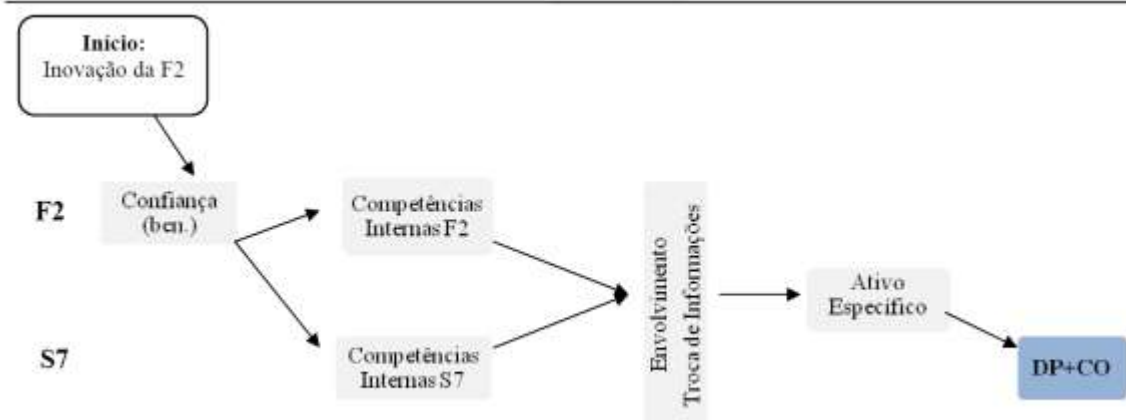 Início:
Inovação da F2
F2
Confiança
(ben.)
Competências
Internas F2
Envolvimento
Troca de Informações
Ativo
Específico
S7
Competências
Internas S7
DP+CO